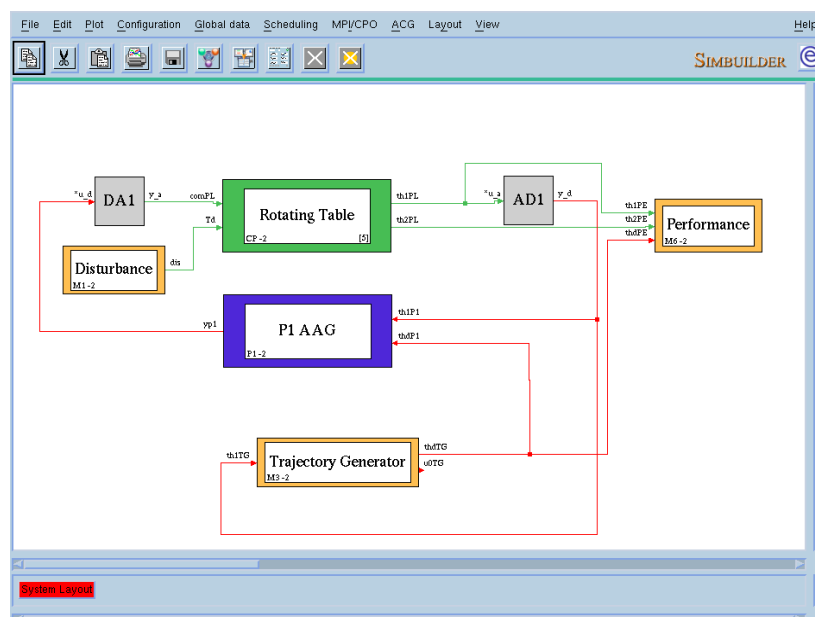 File Edit Plot Configuration Global data Scheduling MPI/CPO ACG Layout View Help
SIMBUILDER
*u_d
DA1
y_a
comPL
Td
Rotating Table
CP-2
[5]
th1PL
th2PL
*u_a
AD1
y_d
th1PE
th2PE
thdPE
Performance
M6-2
Disturbance
M1-2
dis
yp1
P1 AAG
P1-2
th1P1
thdP1
th1TG
Trajectory Generator
M3-2
thdTG
u0TG
System Layout